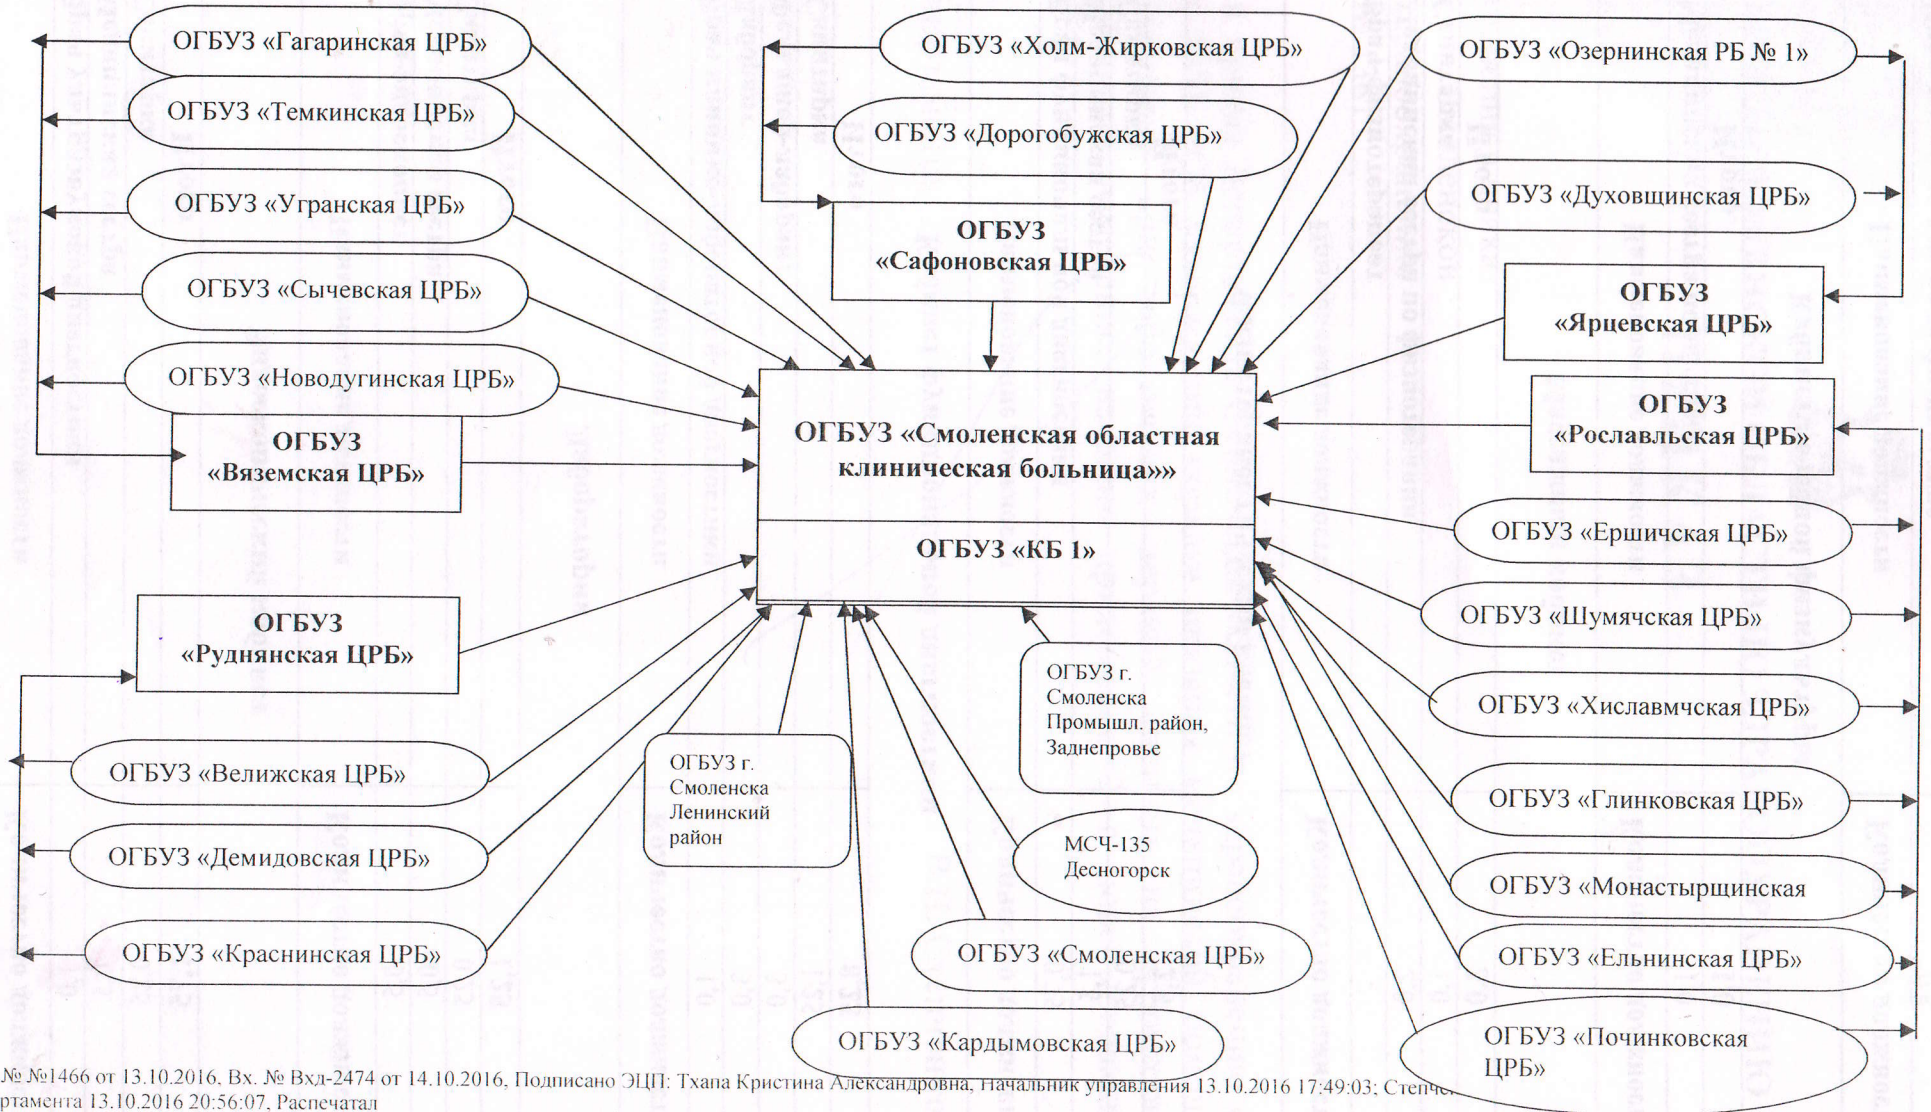 ОГБУЗ «Гагаринская ЦРБ»
ОГБУЗ «Темкинская ЦРБ»
ОГБУЗ «Угранская ЦРБ»
ОГБУЗ «Сычевская ЦРБ»
ОГБУЗ «Новодугинская ЦРБ»
ОГБУЗ
«Вяземская ЦРБ»
ОГБУЗ «Холм-Жирковская ЦРБ»
ОГБУЗ «Дорогобужская ЦРБ»
ОГБУЗ
«Сафоновская ЦРБ»
ОГБУЗ «Озернинская РБ № 1»
ОГБУЗ «Духовщинская ЦРБ»
ОГБУЗ
«Ярцевская ЦРБ»
ОГБУЗ
«Рославльская ЦРБ»
ОГБУЗ «Смоленская областная
клиническая больница»»
ОГБУЗ «КБ 1»
ОГБУЗ «Ершичская ЦРБ»
ОГБУЗ «Шумячская ЦРБ»
ОГБУЗ «Хиславмчская ЦРБ»
ОГБУЗ «Глинковская ЦРБ»
ОГБУЗ «Монастырщинская
ОГБУЗ «Ельнинская ЦРБ»
ОГБУЗ «Починковская
ЦРБ»
ОГБУЗ
«Руднянская ЦРБ»
ОГБУЗ «Велижская ЦРБ»
ОГБУЗ «Демидовская ЦРБ»
ОГБУЗ «Краснинская ЦРБ»
ОГБУЗ г.
Смоленска
Ленинский
район
ОГБУЗ г.
Смоленска
Промышл. район,
Заднепровье
МСЧ-135
Десногорск
ОГБУЗ «Смоленская ЦРБ»
ОГБУЗ «Кардымовская ЦРБ»
№ №1466 от 13.10.2016, Вх. № Вхд-2474 от 14.10.2016, Подписано ЭЦП: Тхапа Кристина Александровна, Начальник управления 13.10.2016 17:49:03;
ртамента 13.10.2016 20:56:07, Распечатал